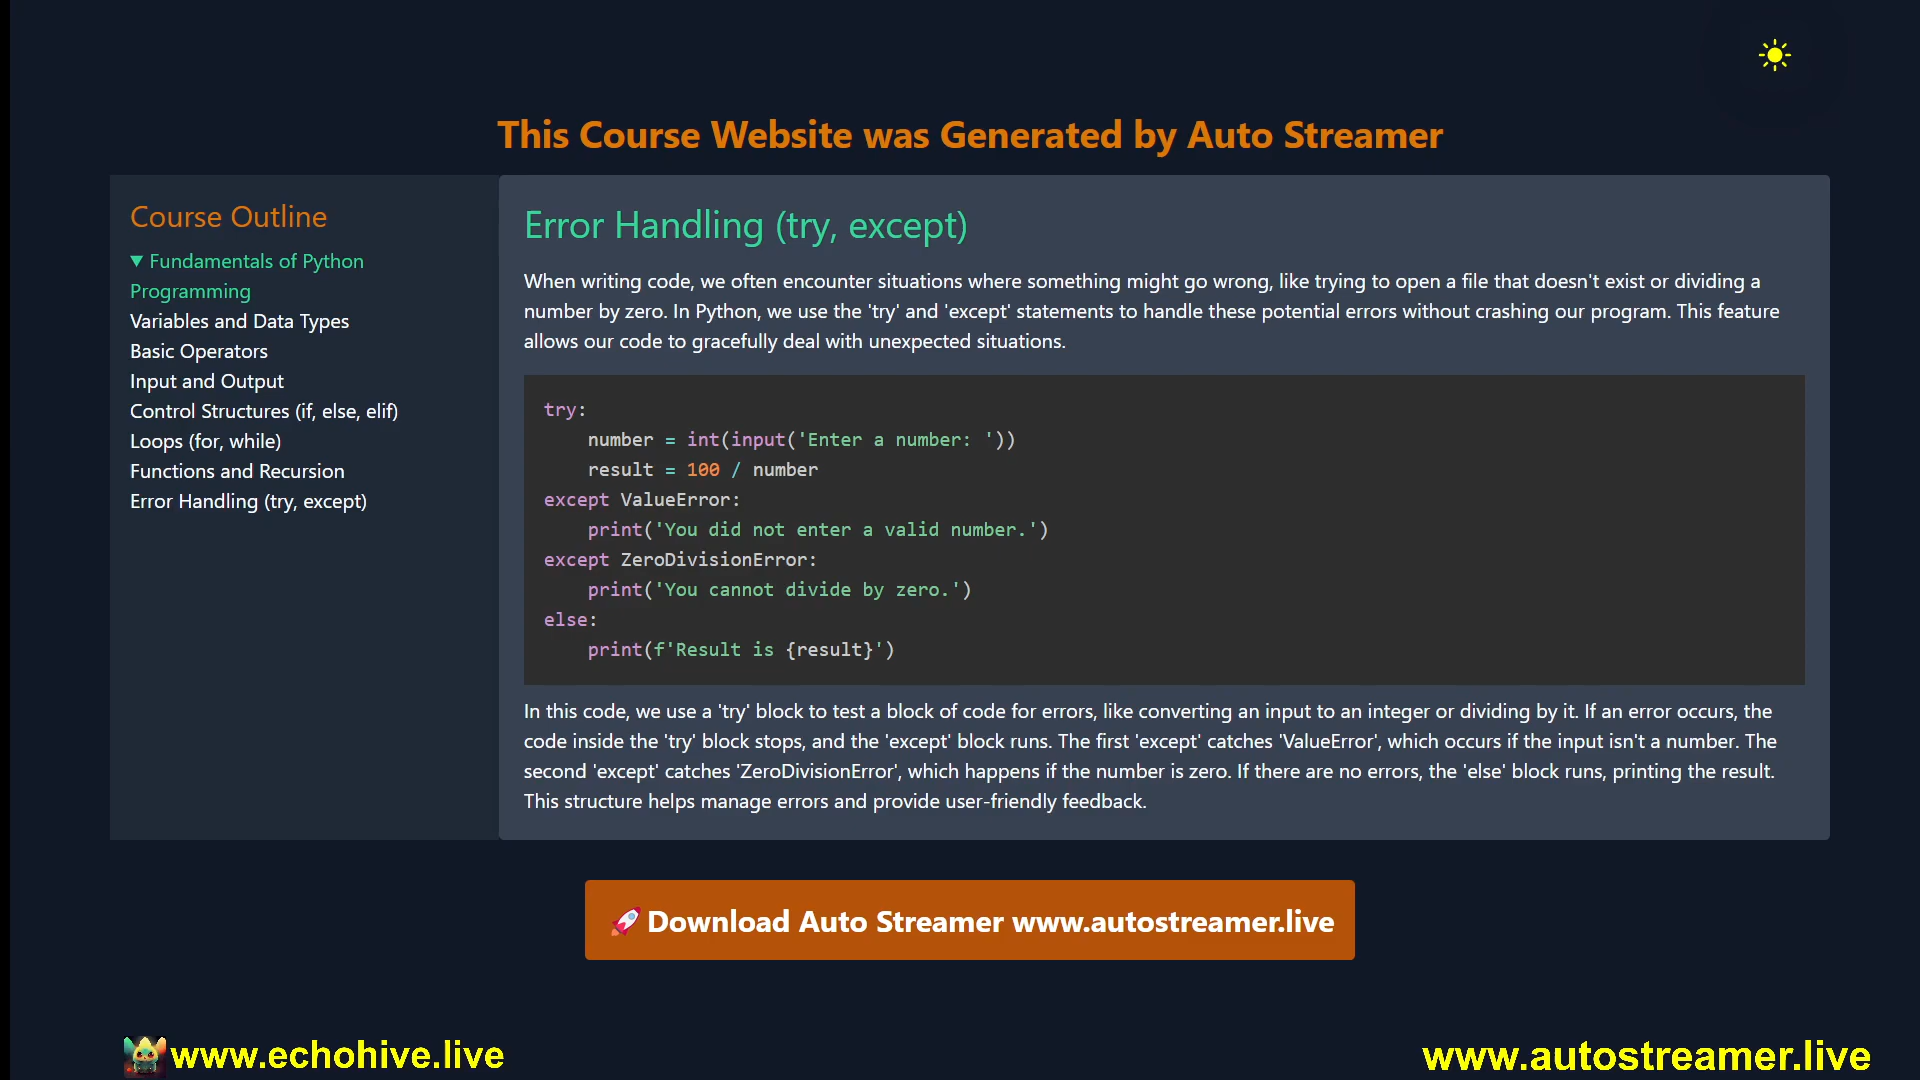 This Course Website was Generated by Auto Streamer
Course Outline
▼ Fundamentals of Python
Programming
Variables and Data Types
Basic Operators
Input and Output
Control Structures (if, else, elif)
Loops (for, while)
Functions and Recursion
Error Handling (try, except)
Error Handling (try, except)
When writing code, we often encounter situations where something might go wrong, like trying to open a file that doesn't exist or dividing a
number by zero. In Python, we use the 'try' and 'except' statements to handle these potential errors without crashing our program. This feature
allows our code to gracefully deal with unexpected situations.
try:
    number = int(input('Enter a number: '))
    result = 100 / number
except ValueError:
    print('You did not enter a valid number.')
except ZeroDivisionError:
    print('You cannot divide by zero.')
else:
    print(f'Result is {result}')
In this code, we use a 'try' block to test a block of code for errors, like converting an input to an integer or dividing by it. If an error occurs, the
code inside the 'try' block stops, and the 'except' block runs. The first 'except' catches 'ValueError', which occurs if the input isn't a number. The
second 'except' catches 'ZeroDivisionError', which happens if the number is zero. If there are no errors, the 'else' block runs, printing the result.
This structure helps manage errors and provide user-friendly feedback.
🚀Download Auto Streamer www.autostreamer.live
www.echohive.live
www.autostreamer.live